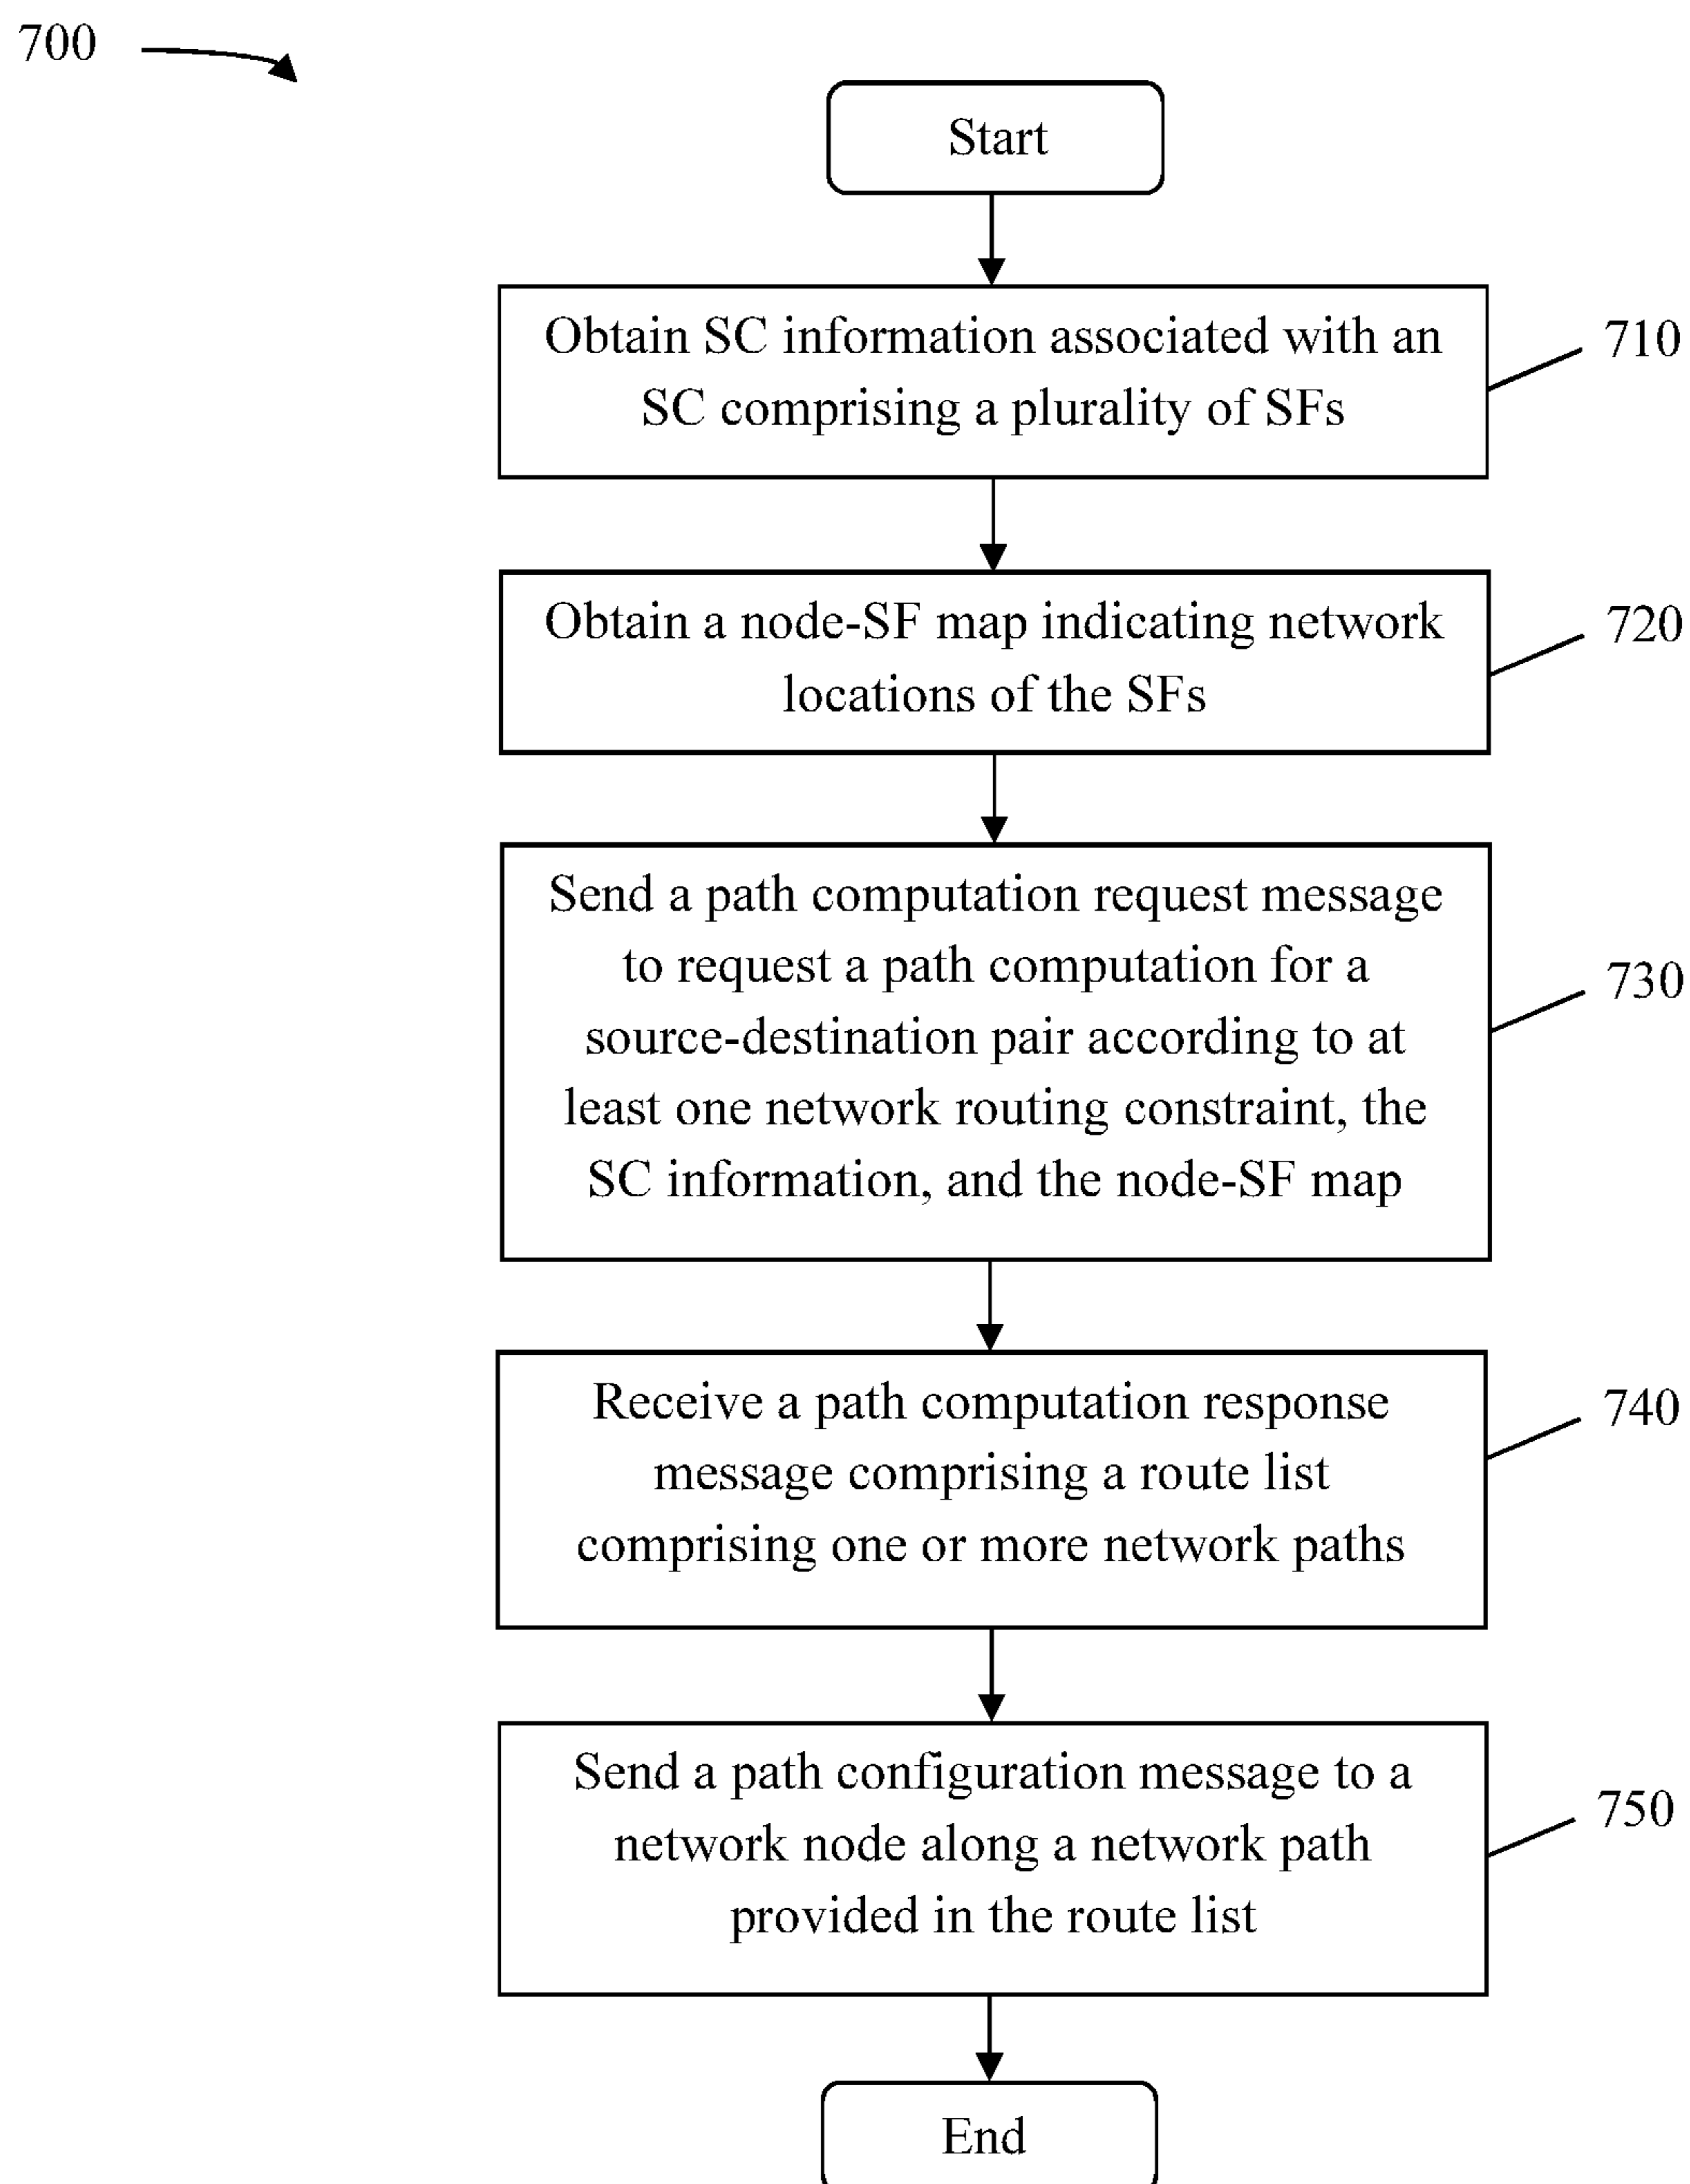 700
Start
Obtain SC information associated with an
SC comprising a plurality of SFs
710
Obtain a node-SF map indicating network
locations of the SFs
720
Send a path computation request message
to request a path computation for a
source-destination pair according to at
least one network routing constraint, the
SC information, and the node-SF map
730
Receive a path computation response
message comprising a route list
comprising one or more network paths
740
Send a path configuration message to a
network node along a network path
provided in the route list
750
End